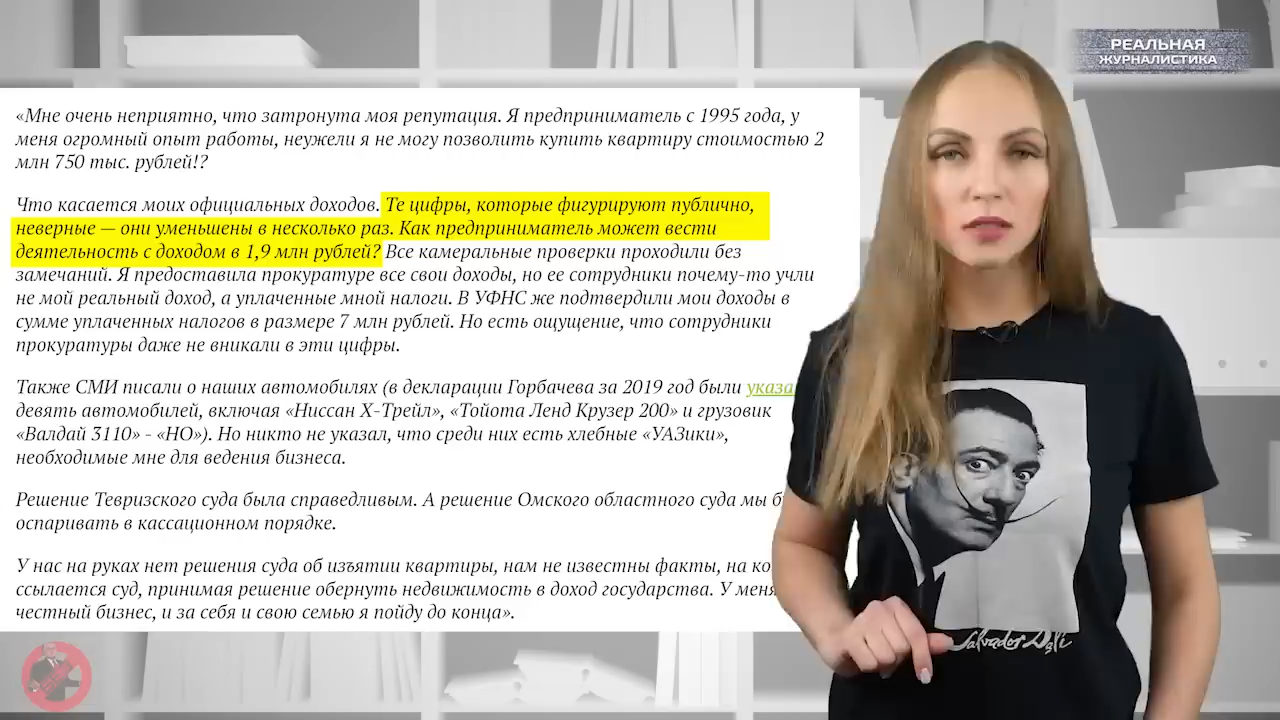 РЕАЛЬНАЯ
ЖУРНАЛИСТИКА
«Мне очень неприятно, что затронута моя репутация. Я предприниматель с 1995 года, у
меня огромный опыт работы, неужели я не могу позволить купить квартиру стоимостью 2
млн 750 тыс. рублей!?
Что касается моих официальных доходов. Те цифры, которые фигурируют публично,
неверные — они уменьшены в несколько раз. Как предприниматель может вести
деятельность с доходом в 1,9 млн рублей? Все камеральные проверки проходили без
замечаний. Я предоставила прокуратуре все свои доходы, но ее сотрудники почему-то учли
не мой реальный доход, а уплаченные мной налоги. В УФНС же подтвердили мои доходы в
сумме уплаченных налогов в размере 7 млн рублей. Но есть ощущение, что сотрудники
прокуратуры даже не вникали в эти цифры.
Также СМИ писали о наших автомобилях (в декларации Горбачева за 2019 год были
девять автомобилей, включая «Ниссан Х-Трейл», «Тойота Ленд Крузер 200» и грузовик
«Валдай 3110» - «НО»). Но никто не указал, что среди них есть хлебные «УАЗики»,
необходимые мне для ведения бизнеса.
Решение Тевризского суда была справедливым. А решение Омского областного суда мы
оспаривать в кассационном порядке.
У нас на руках нет решения суда об изъятии квартиры, нам не известны факты, на
ссылается суд, принимая решение обернуть недвижимость в доход государства. У меня
честный бизнес, и за себя и свою семью я пойду до конца».
Salvador Dalí